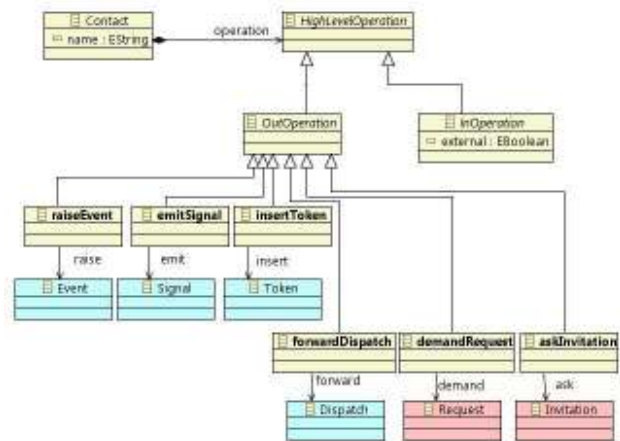 Contact
name : EString
operation
HighLevelOperation
OutOperation
InOperation
external : EBoolean
raiseEvent
emitSignal
insertToken
raise
emit
insert
Event
Signal
Token
forwardDispatch
demandRequest
askInvitation
forward
demand
ask
Dispatch
Request
Invitation